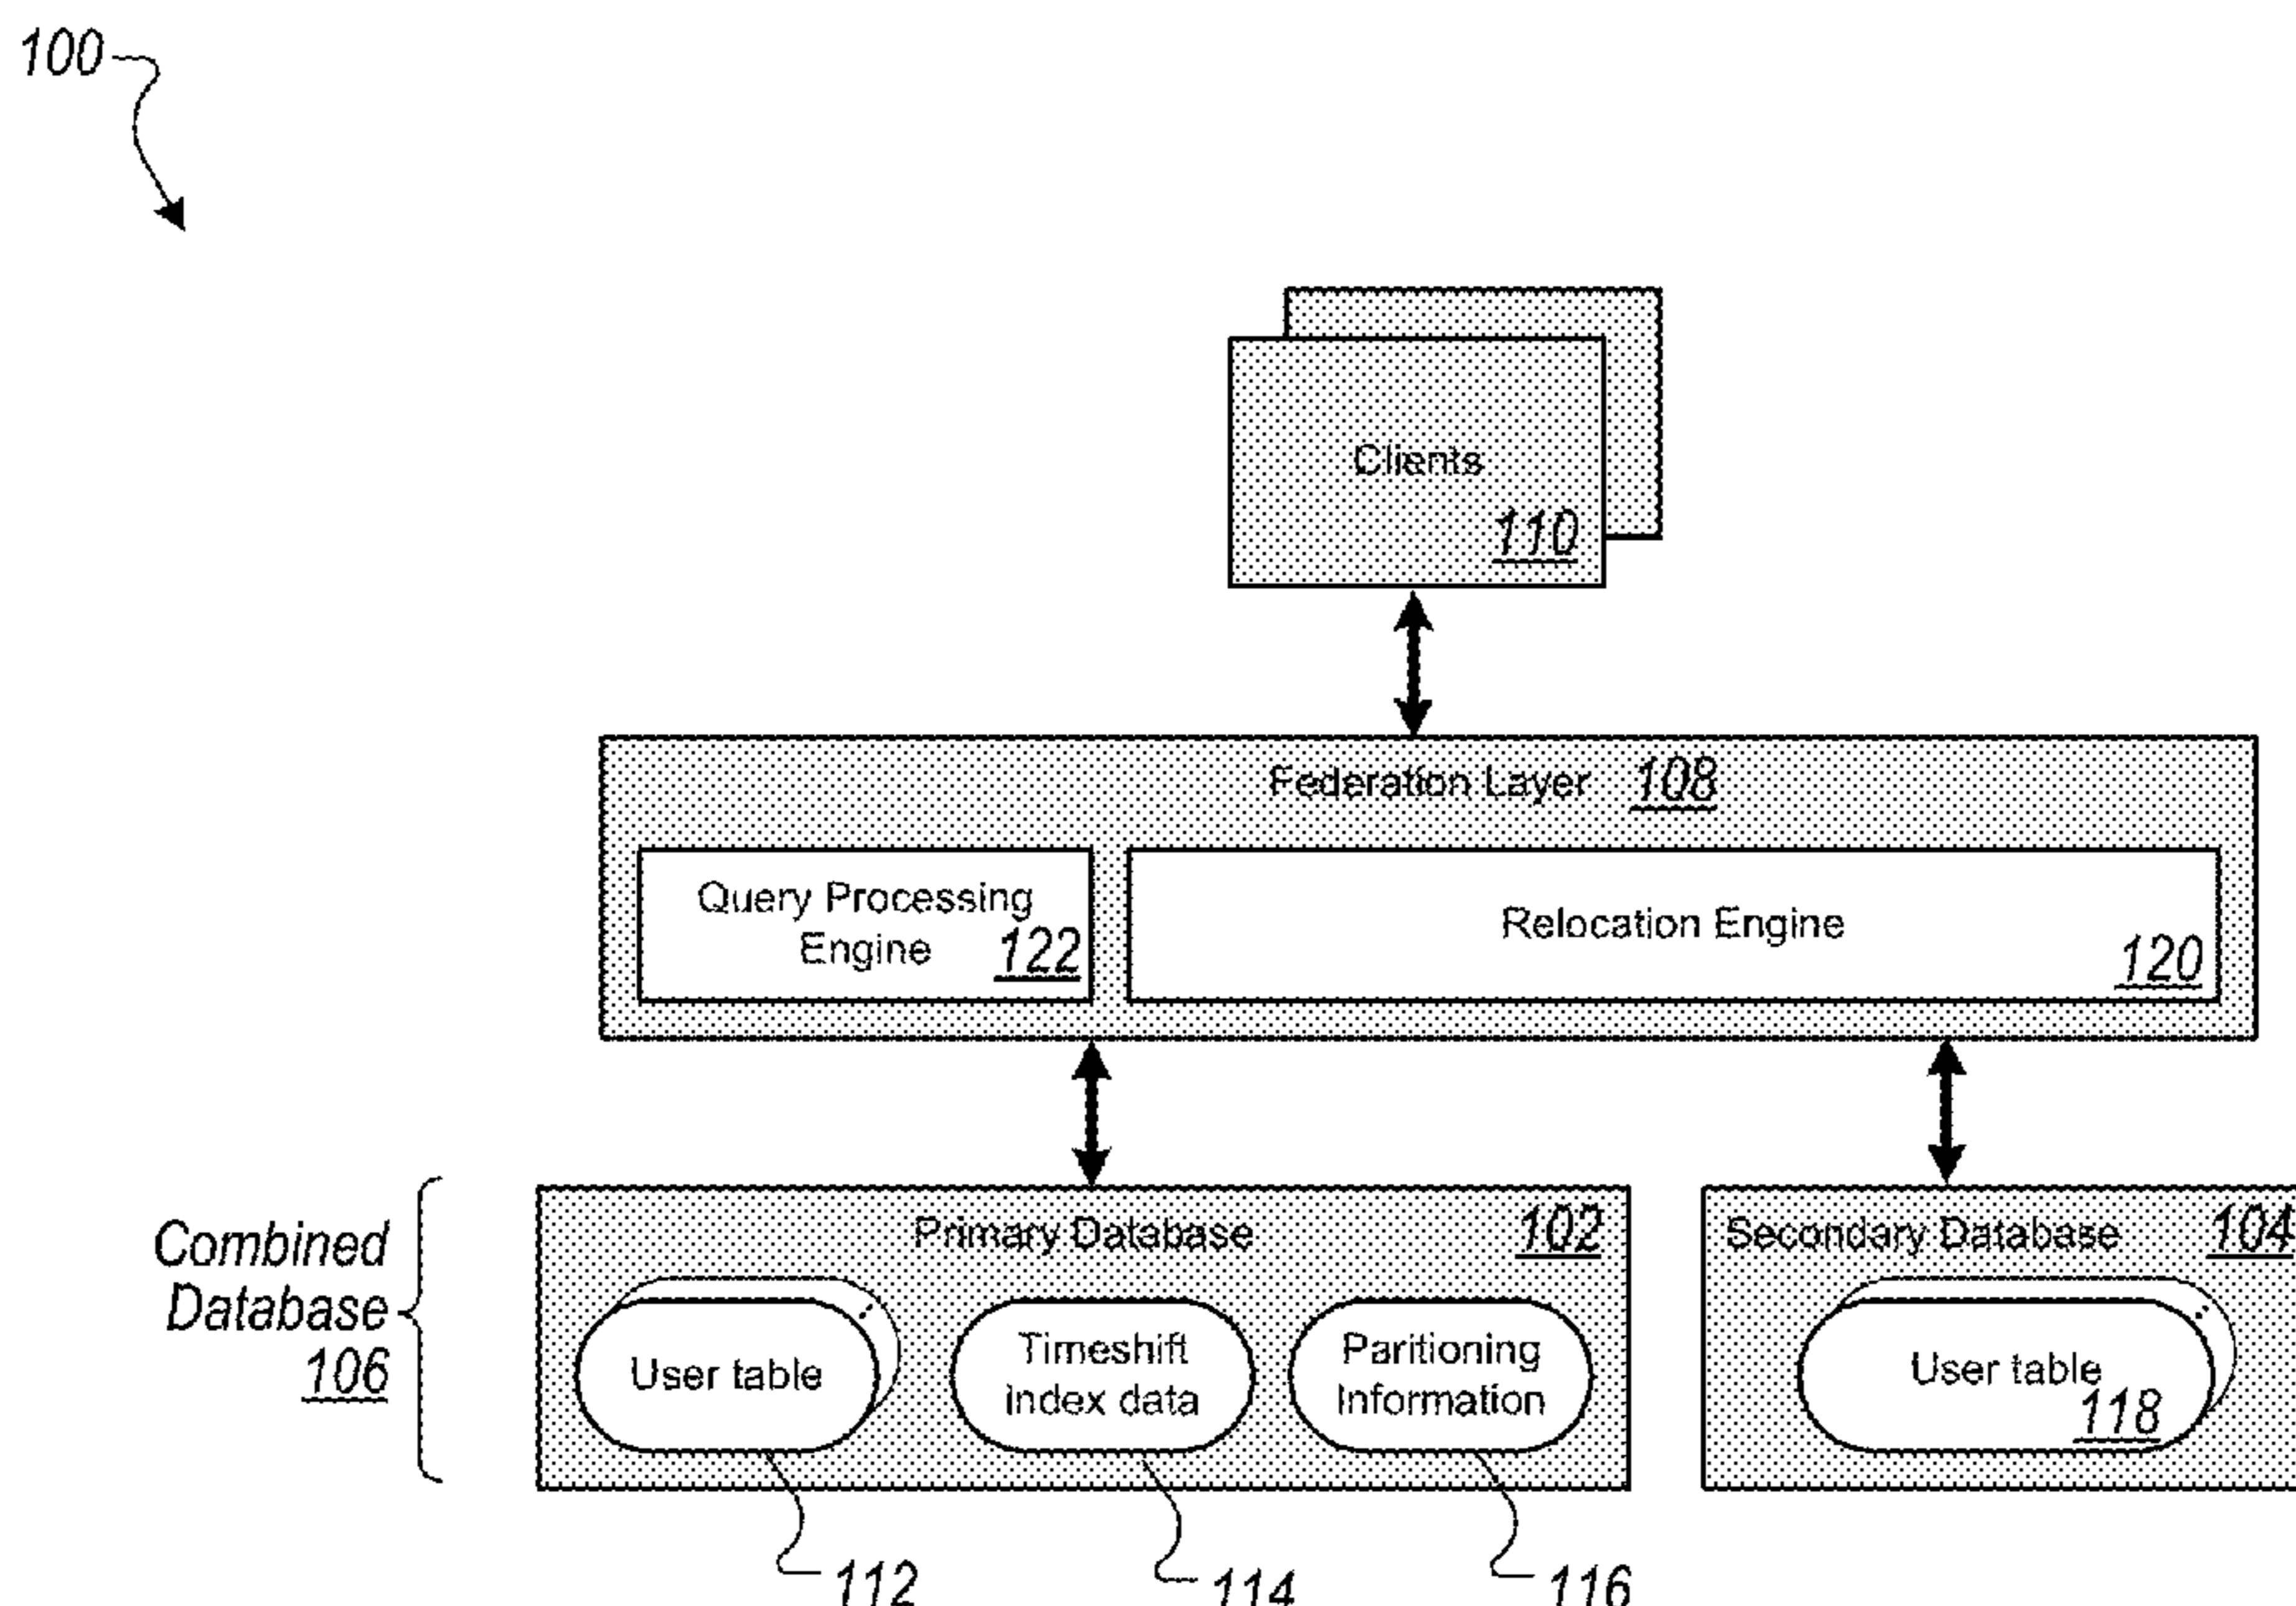 100
Clients
110
Federation Layer 108
Query Processing
Engine 122
Relocation Engine
120
Combined
Database
106
Primary Database 102
User table
Timeshift
index data
Paritioning
Information
Secondary Database 104
User table
118
112
114
116